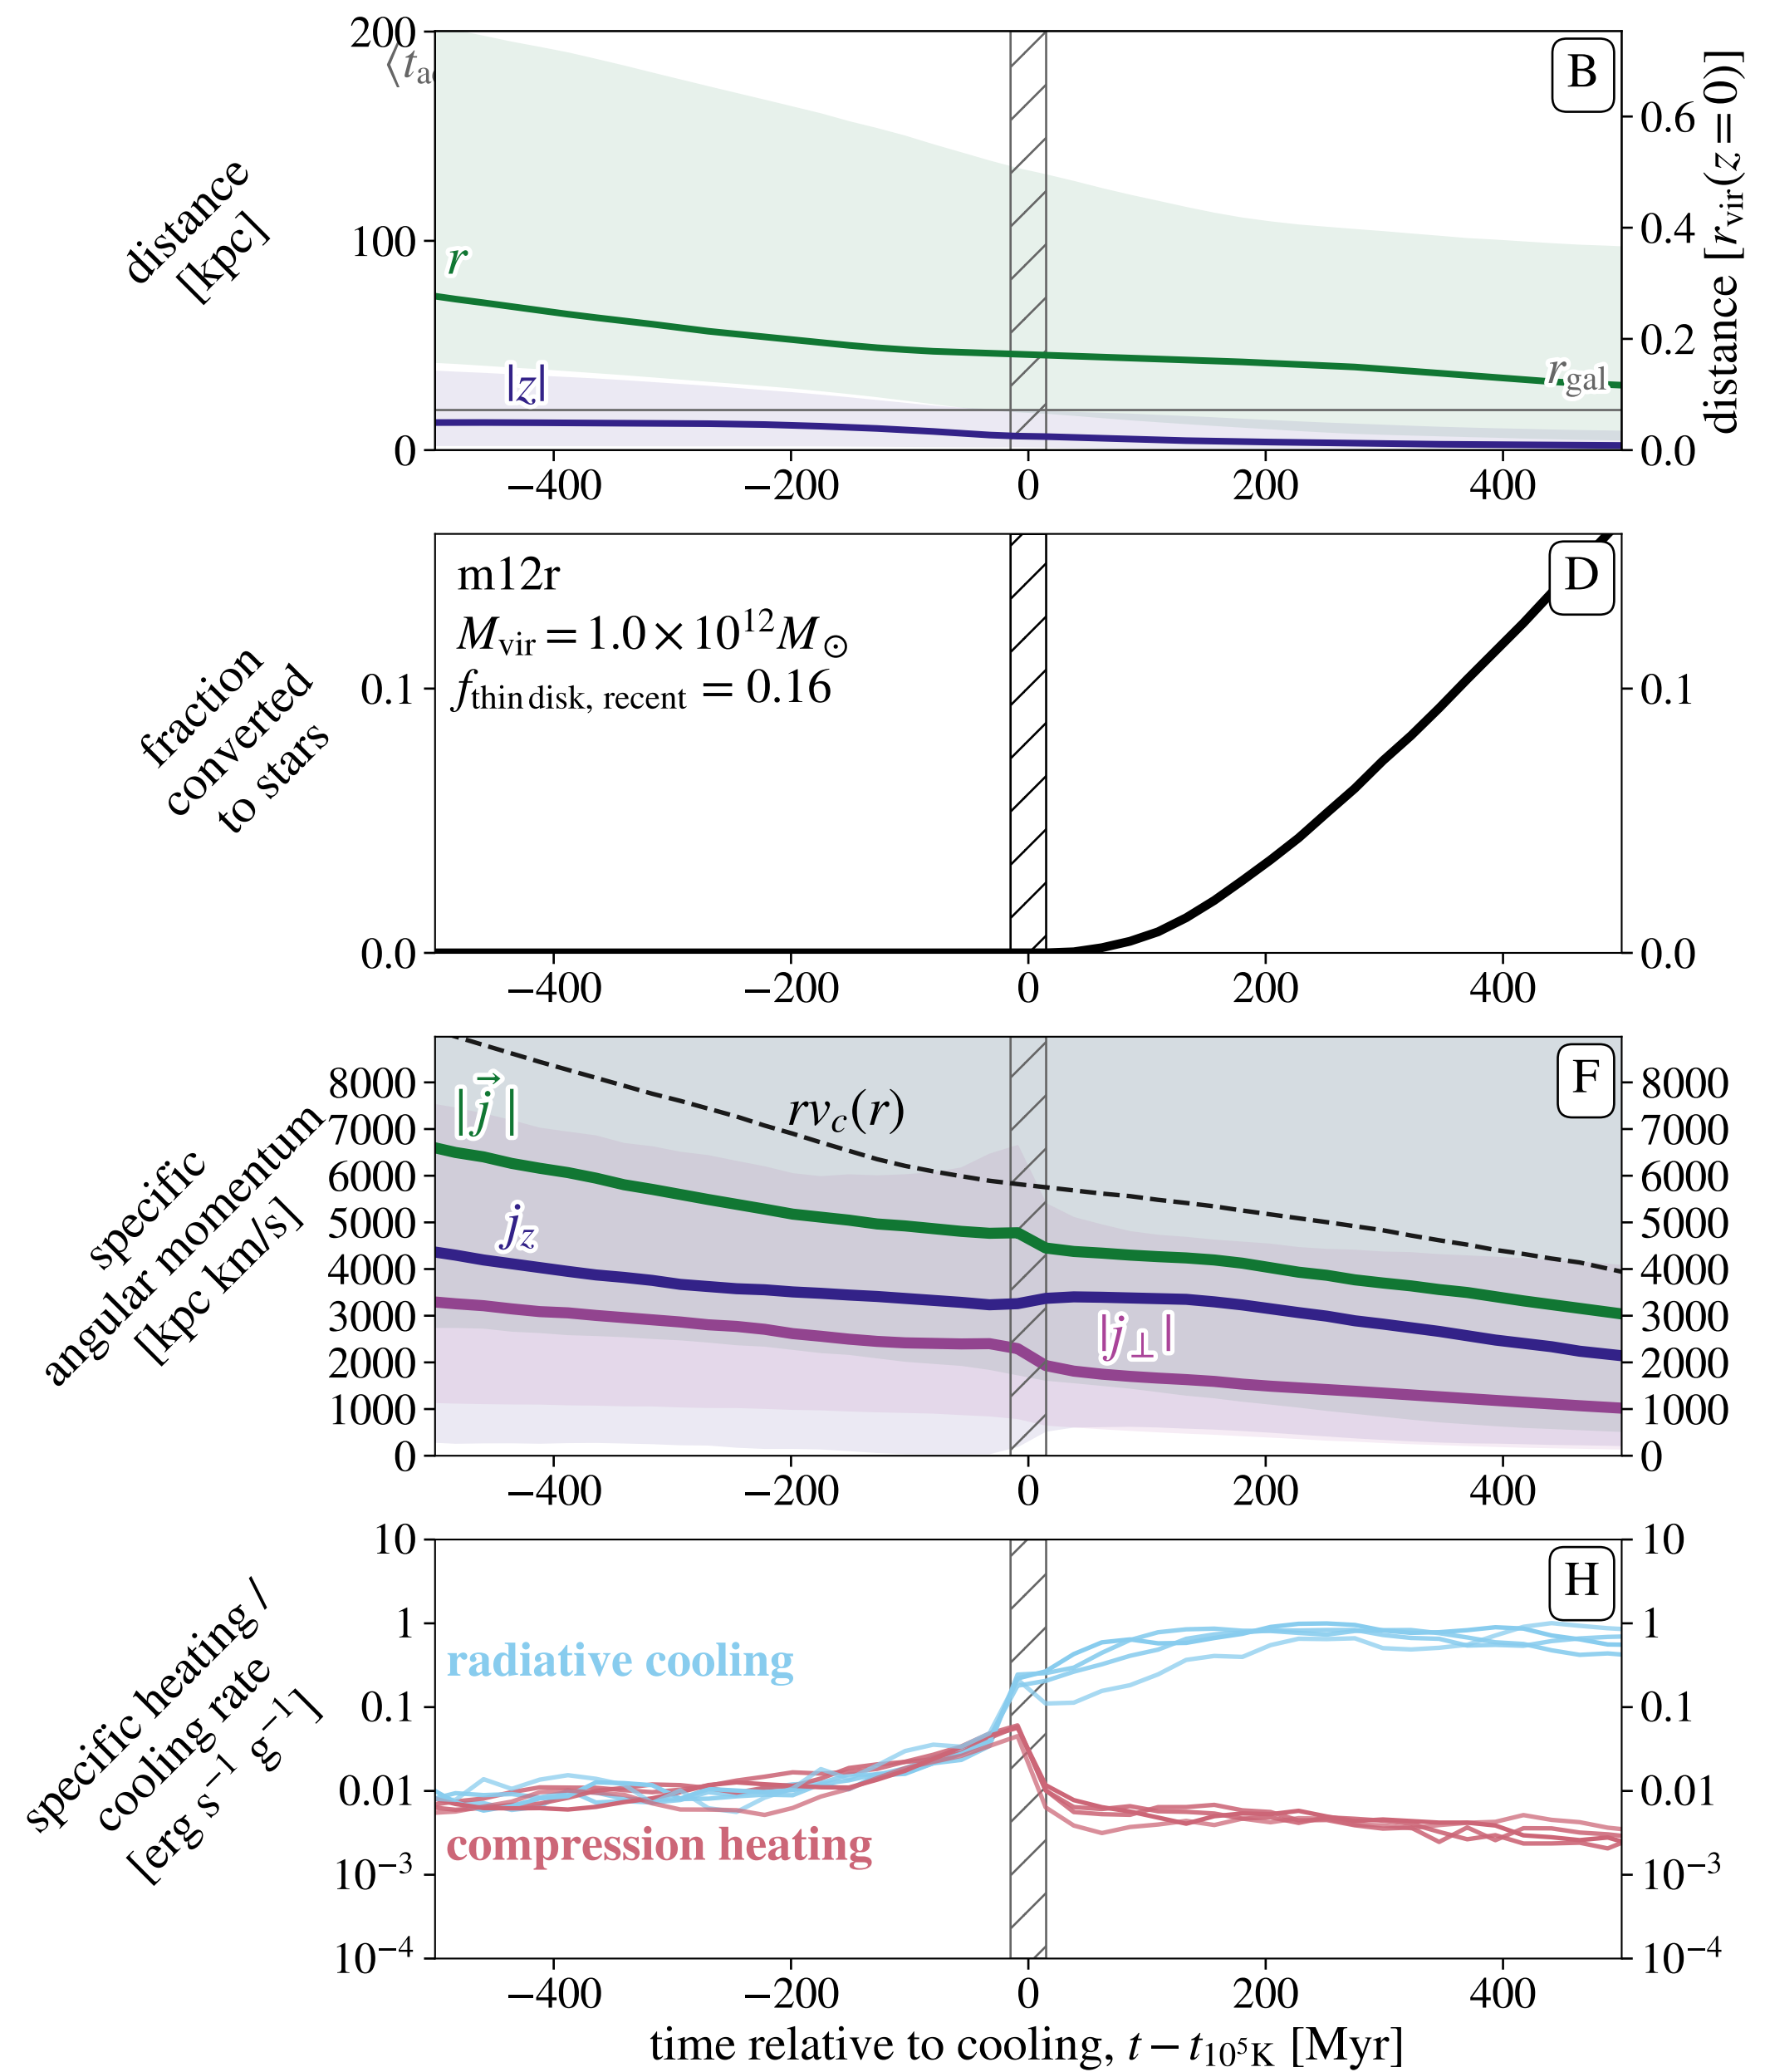 distance
[kpc]
200
100
0
⟨t_a
r
|z|
r_gal
B
0.6
0.4
0.2
0.0
distance [r_vir(z=0)]
−400 −200 0 200 400
fraction
converted
to stars
0.1
0.0
m12r
M_vir = 1.0 × 10^12 M_⊙
f_thin disk, recent = 0.16
D
0.1
0.0
−400 −200 0 200 400
specific
angular momentum
[kpc km/s]
8000
7000
6000
5000
4000
3000
2000
1000
0
|j⃗|
j_z
rv_c(r)
|j_⊥|
F
8000
7000
6000
5000
4000
3000
2000
1000
0
−400 −200 0 200 400
specific heating /
cooling rate
[erg s^−1 g^−1]
10
1
0.1
0.01
10^−3
10^−4
radiative cooling
compression heating
H
10
1
0.1
0.01
10^−3
10^−4
−400 −200 0 200 400
time relative to cooling, t − t_10^5K [Myr]